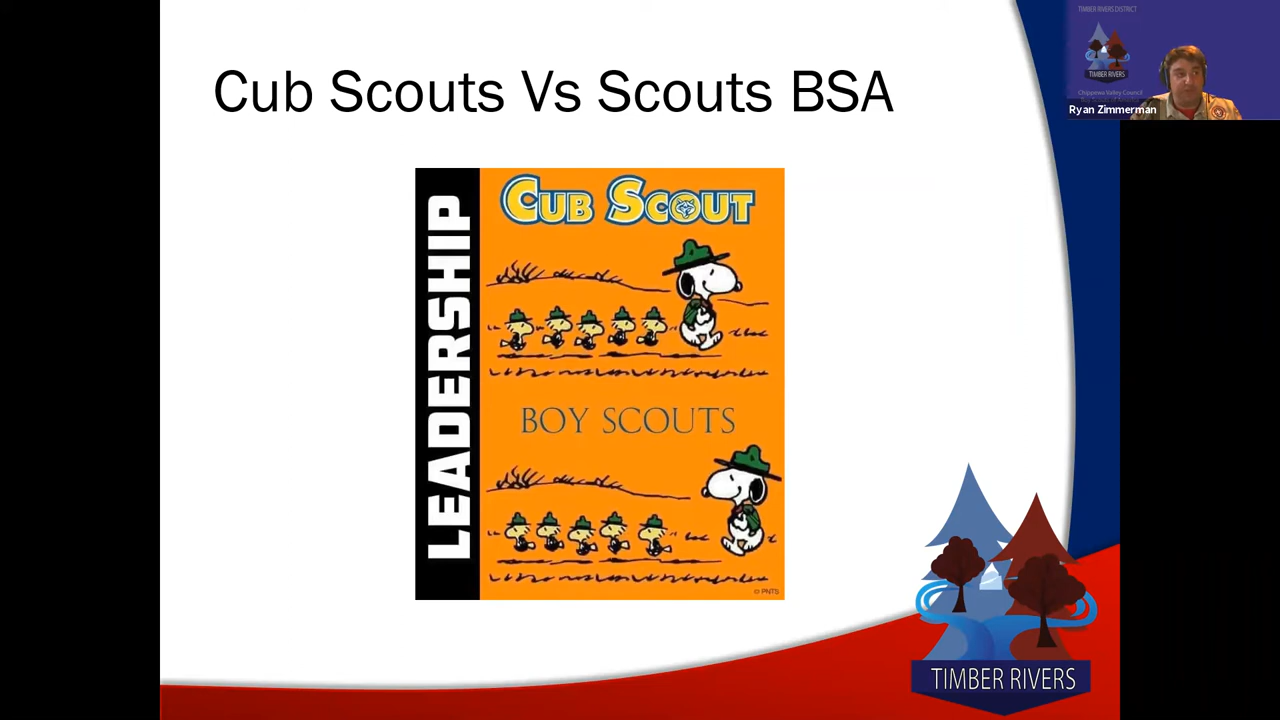 Cub Scouts Vs Scouts BSA
LEADERSHIP
CUB SCOUT
BOY SCOUTS
© PNTS
TIMBER RIVERS
TIMBER RIVERS DISTRICT
TIMBER RIVERS
Chippewa Valley Council
Ryan Zimmerman